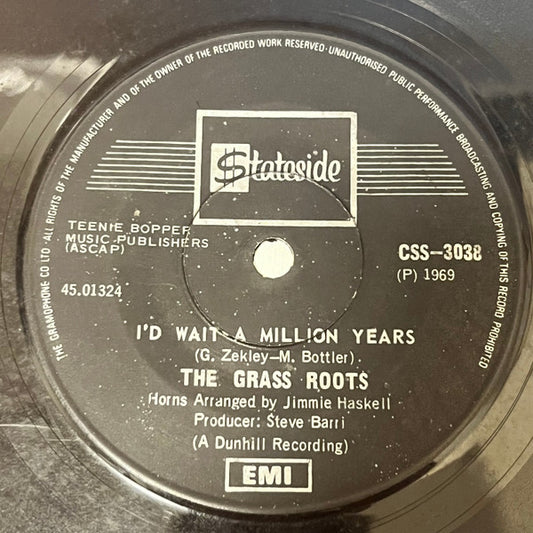 THE GRAMOPHONE CO LTD · ALL RIGHTS OF THE MANUFACTURER AND OF THE OWNER OF THE RECORDED WORK RESERVED · UNAUTHORISED PUBLIC PERFORMANCE BROADCASTING AND COPYING OF THIS RECORD PROHIBITED
$tateside
TEENIE BOPPER
MUSIC PUBLISHERS
(ASCAP)
CSS—3038
(P) 1969
45.01324
I'D WAIT A MILLION YEARS
(G. Zekley—M. Bottler)
THE GRASS ROOTS
Horns Arranged by Jimmie Haskell
Producer: Steve Barri
(A Dunhill Recording)
EMI